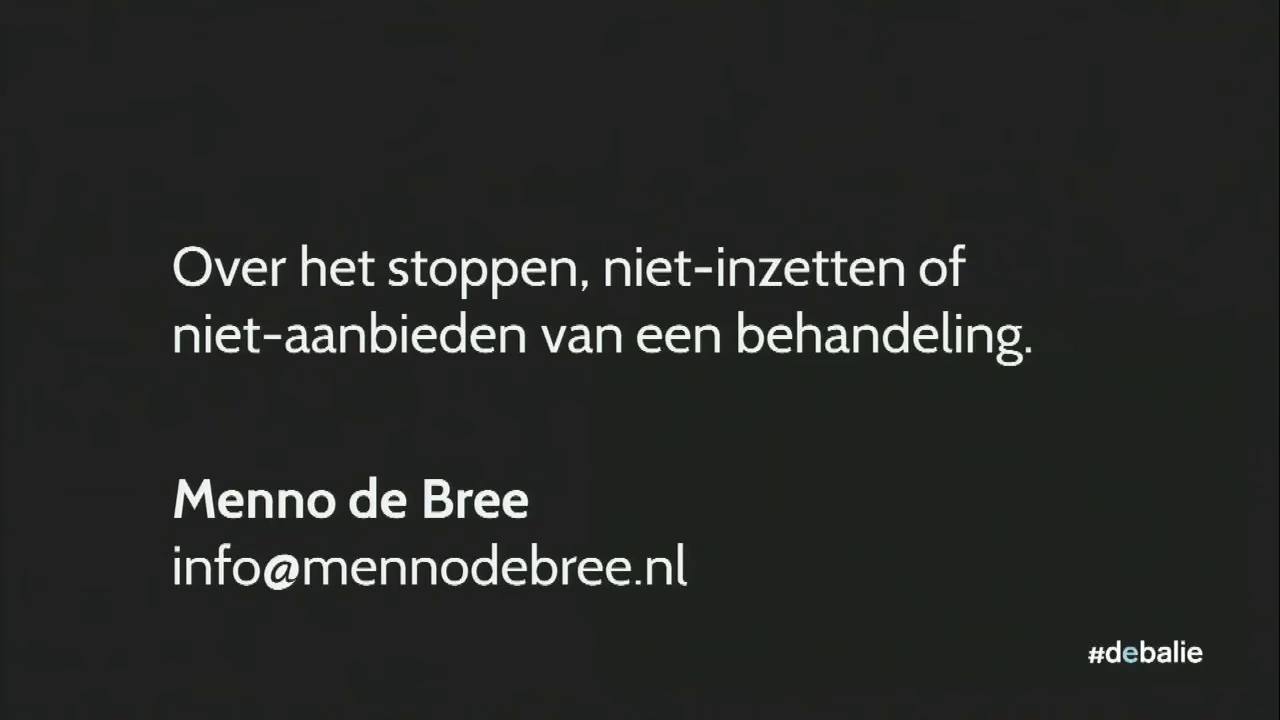 Over het stoppen, niet-inzetten of
niet-aanbieden van een behandeling.
Menno de Bree
info@mennodebree.nl
#debalie